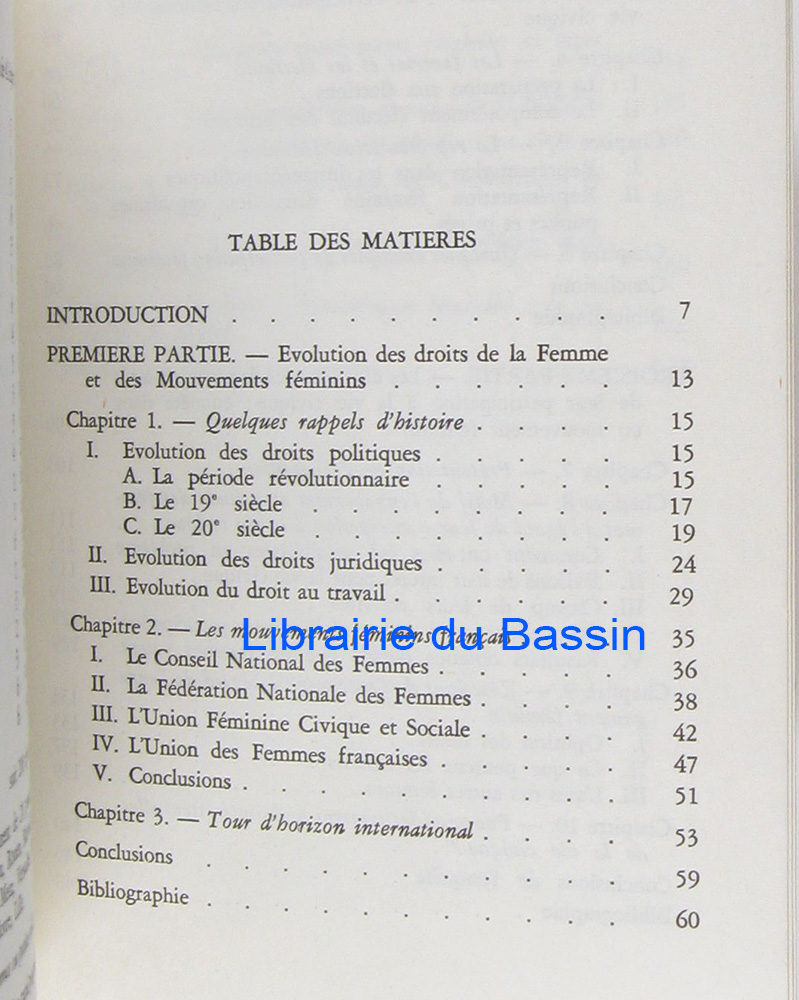 TABLE DES MATIERES
INTRODUCTION . . . . . . . . . . 7
PREMIERE PARTIE. — Evolution des droits de la Femme
et des Mouvements féminins 13
Chapitre 1. — Quelques rappels d'histoire . . . . 15
I. Evolution des droits politiques . . . . . 15
A. La période révolutionnaire . . . . . 15
B. Le 19e siècle . . . . . . . . 17
C. Le 20e siècle . . . . . . . . 19
II. Evolution des droits juridiques . . . . . 24
III. Evolution du droit au travail . . . . . . 29
Chapitre 2. — Les mouvements féminins français 35
Librairie du Bassin
I. Le Conseil National des Femmes . . . . . 36
II. La Fédération Nationale des Femmes . . . . 38
III. L'Union Féminine Civique et Sociale . . . . 42
IV. L'Union des Femmes françaises . . . . . 47
V. Conclusions . . . . . . . . . . 51
Chapitre 3. — Tour d'horizon international . . . . 53
Conclusions . . . . . . . . . . . 59
Bibliographie . . . . . . . . . . . 60